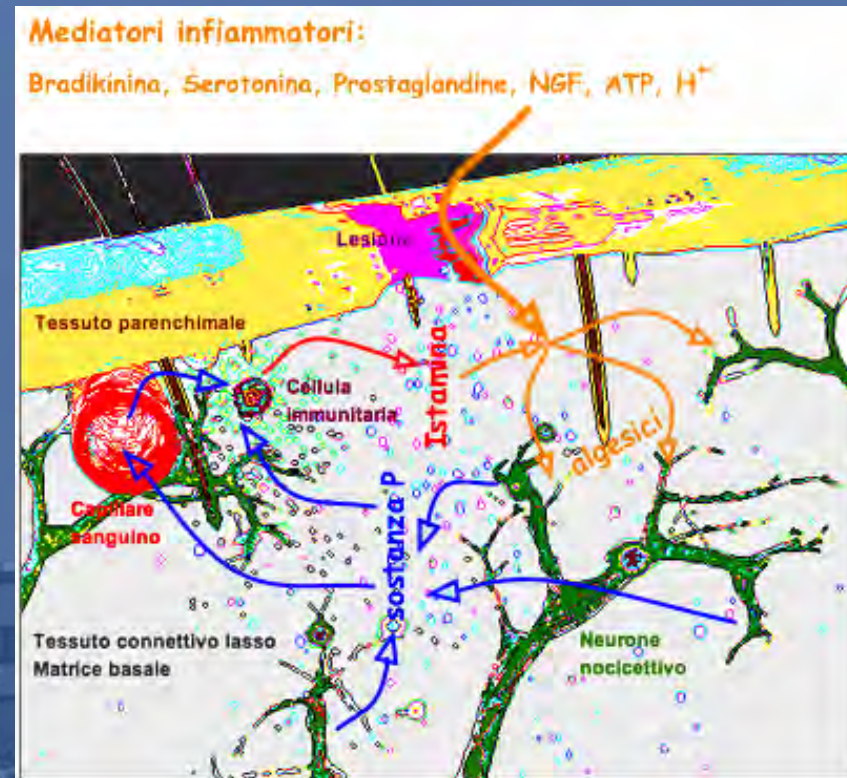 Mediatori infiammatori:
Bradikinina, Serotonina, Prostaglandine, NGF, ATP, H+
Lesione
Tessuto parenchimale
Cellula
immunitaria
Istamina
algesici
Capillare
sanguino
sostanza P
Tessuto connettivo lasso
Matrice basale
Neurone
nocicettivo